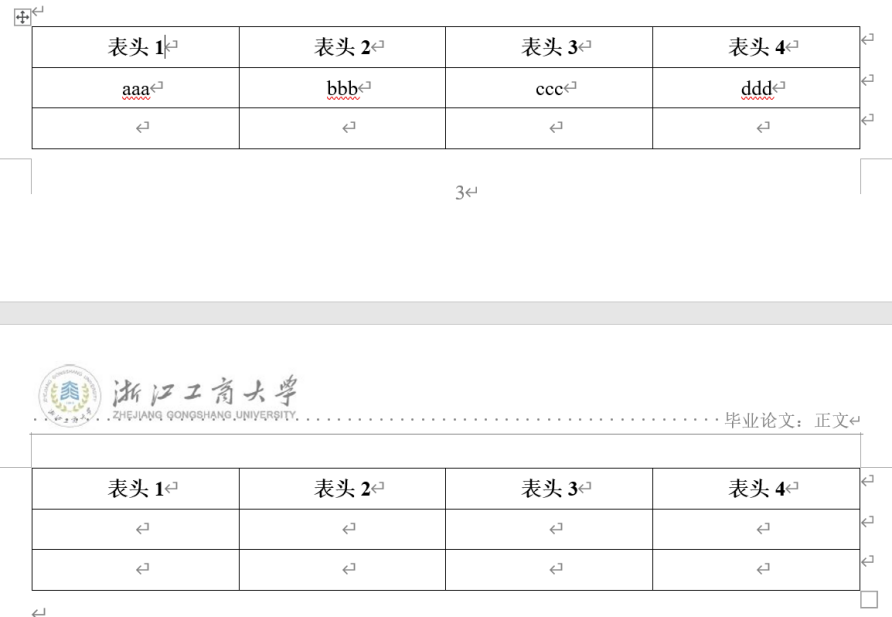 表头 1 表头 2 表头 3 表头 4
aaa bbb ccc ddd
3
浙江工商大学
ZHEJIANG GONGSHANG UNIVERSITY
毕业论文：正文
表头 1 表头 2 表头 3 表头 4